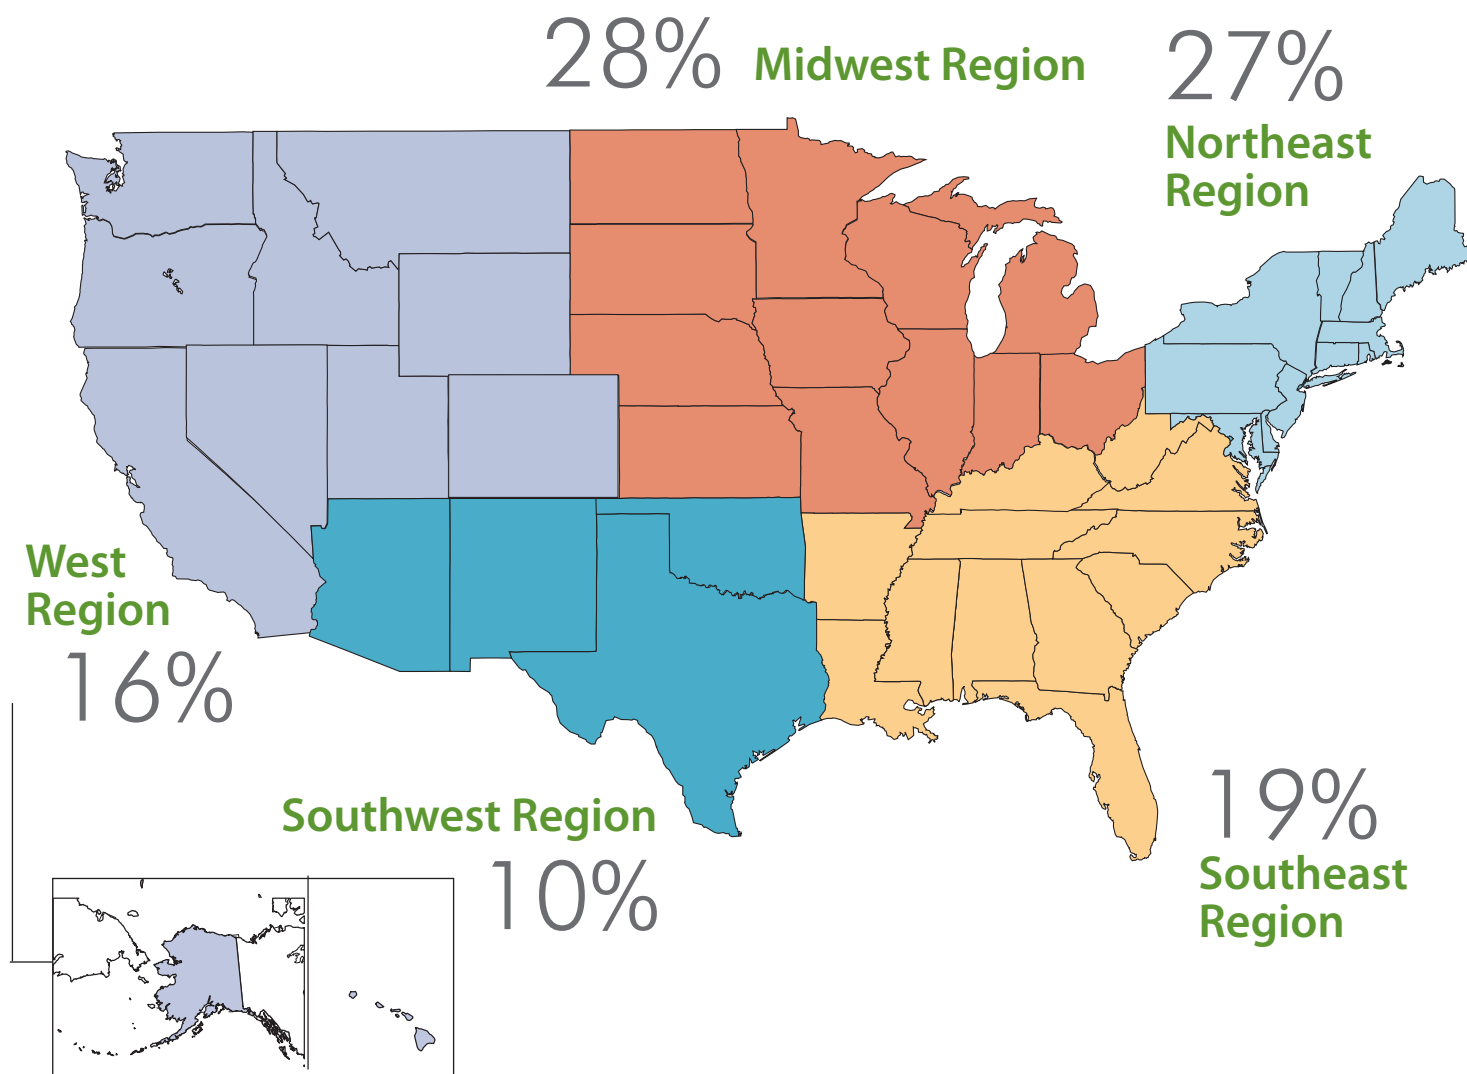 28% Midwest Region
27%
Northeast
Region
West
Region
16%
Southwest Region
10%
19%
Southeast
Region